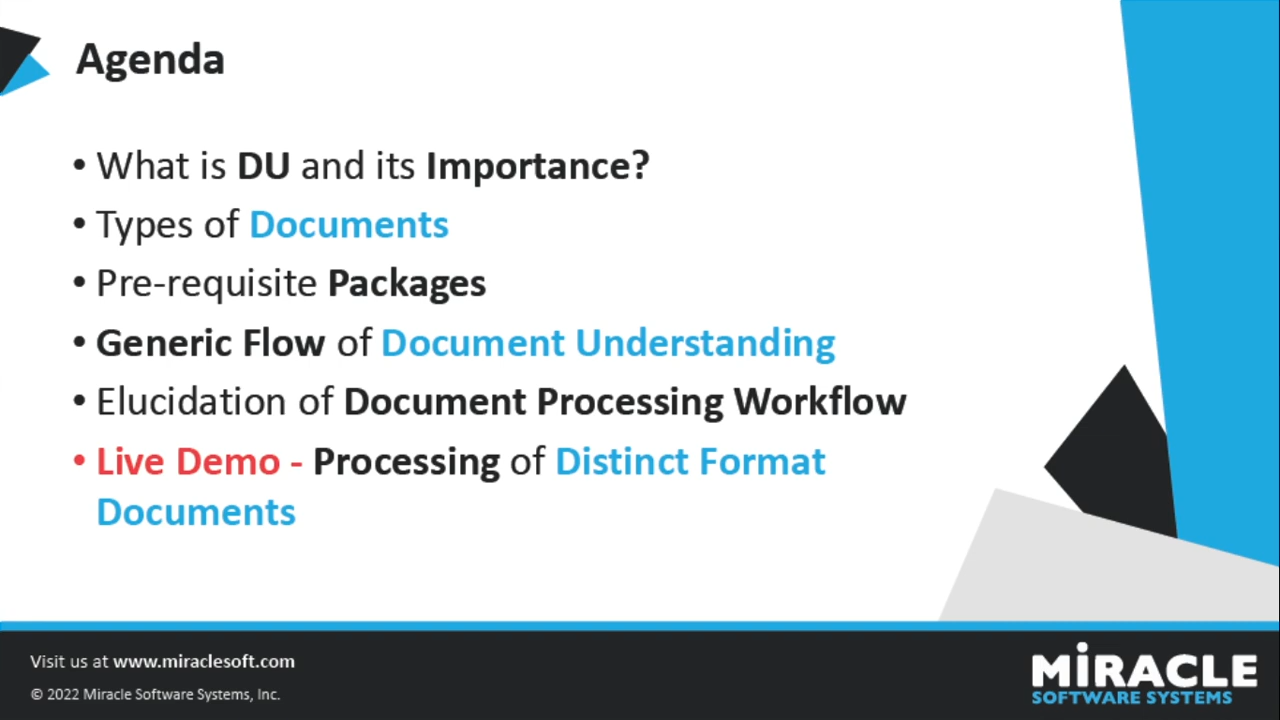 Agenda
• What is DU and its Importance?
• Types of Documents
• Pre-requisite Packages
• Generic Flow of Document Understanding
• Elucidation of Document Processing Workflow
• Live Demo - Processing of Distinct Format
Documents
Visit us at www.miraclesoft.com
© 2022 Miracle Software Systems, Inc.
MiRACLE
SOFTWARE SYSTEMS